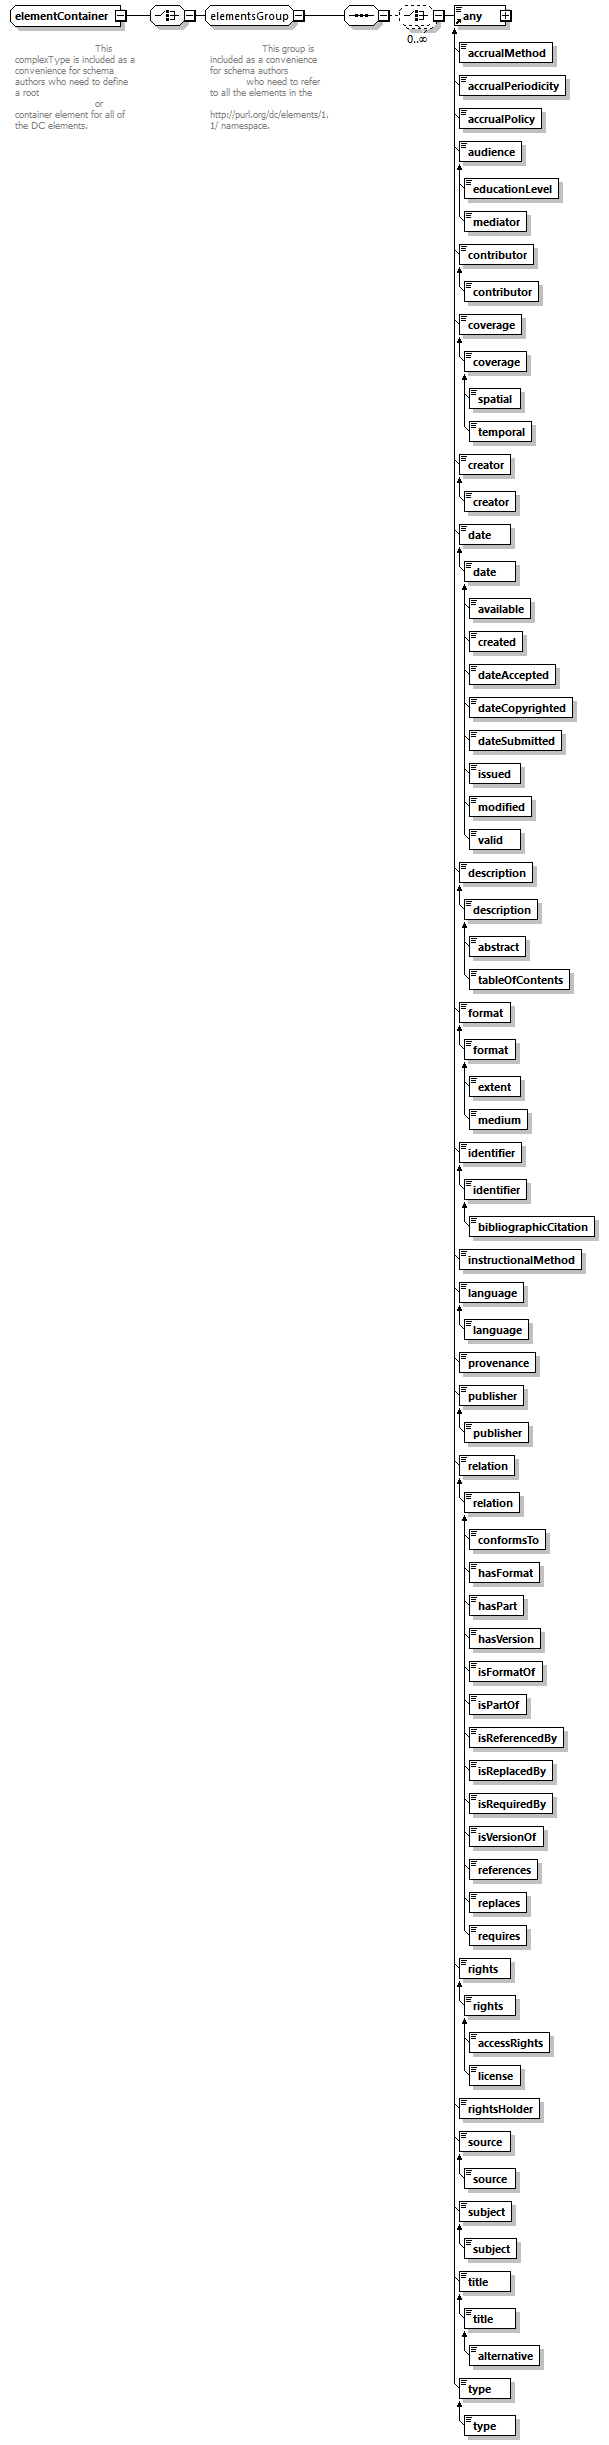 elementContainer
elementsGroup
0..∞
any
This
complexType is included as a
convenience for schema
authors who need to define
a root
or
container element for all of
the DC elements.
This group is
included as a convenience
for schema authors
who need to refer
to all the elements in the
http://purl.org/dc/elements/1.
1/ namespace.
accrualMethod
accrualPeriodicity
accrualPolicy
audience
educationLevel
mediator
contributor
contributor
coverage
coverage
spatial
temporal
creator
creator
date
date
available
created
dateAccepted
dateCopyrighted
dateSubmitted
issued
modified
valid
description
description
abstract
tableOfContents
format
format
extent
medium
identifier
identifier
bibliographicCitation
instructionalMethod
language
language
provenance
publisher
publisher
relation
relation
conformsTo
hasFormat
hasPart
hasVersion
isFormatOf
isPartOf
isReferencedBy
isReplacedBy
isRequiredBy
isVersionOf
references
replaces
requires
rights
rights
accessRights
license
rightsHolder
source
source
subject
subject
title
title
alternative
type
type